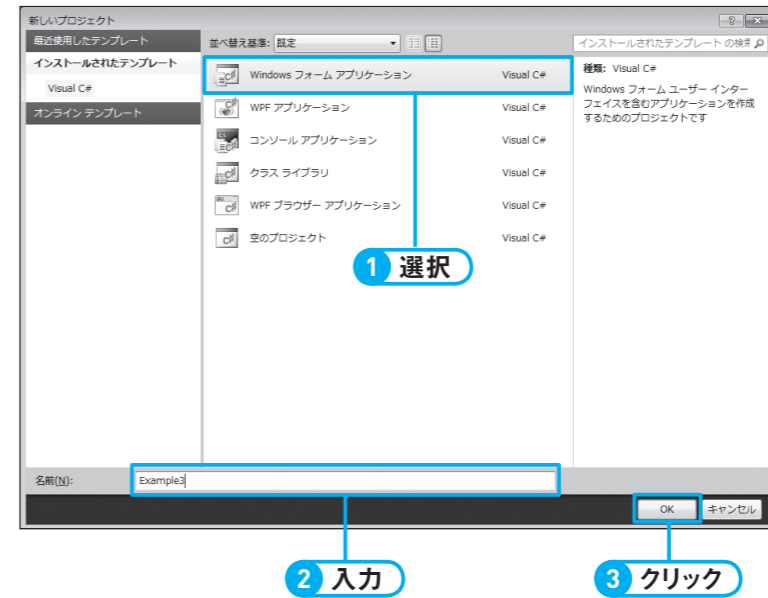 新しいプロジェクト
最近使用したテンプレート
並べ替え基準: 既定
インストールされたテンプレート の検索
インストールされたテンプレート
Visual C#
オンライン テンプレート
Windows フォーム アプリケーション Visual C#
WPF アプリケーション Visual C#
コンソール アプリケーション Visual C#
クラス ライブラリ Visual C#
WPF ブラウザー アプリケーション Visual C#
空のプロジェクト Visual C#
種類: Visual C#
Windows フォーム ユーザー インター
フェイスを含むアプリケーションを作成
するためのプロジェクトです
1 選択
名前(N): Example3
OK キャンセル
2 入力
3 クリック